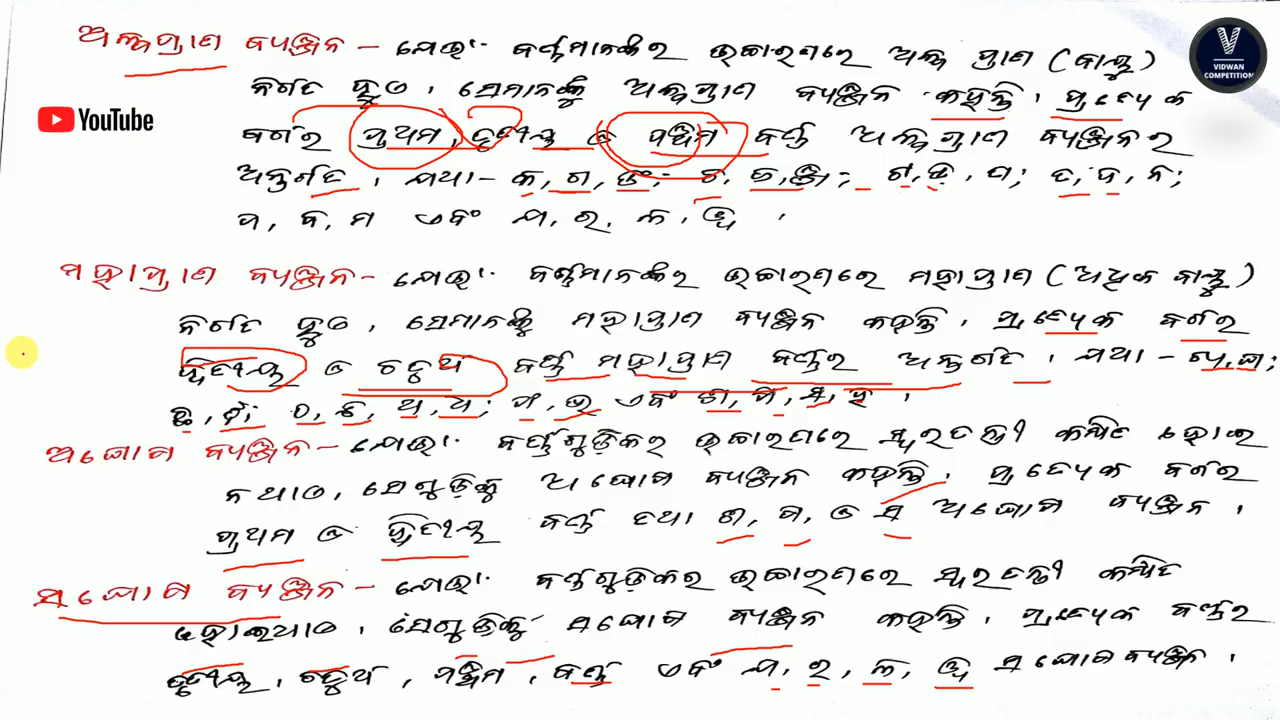 ଅଳ୍ପପ୍ରାଣ ବ୍ୟଞ୍ଜନ – ଯେଉଁ ବର୍ଣ୍ଣମାନଙ୍କର ଉଚ୍ଚାରଣରେ ଅଳ୍ପ ପ୍ରାଣ (ବାୟୁ)
VIDWAN
COMPETITION
ନିର୍ଗତ ହୁଏ, ସେମାନଙ୍କୁ ଅଳ୍ପପ୍ରାଣ ବ୍ୟଞ୍ଜନ କହନ୍ତି । ପ୍ରତ୍ୟେକ
YouTube
ବର୍ଗର ପ୍ରଥମ, ତୃତୀୟ ଓ ପଞ୍ଚମ ବର୍ଣ୍ଣ ଅଳ୍ପପ୍ରାଣ ବ୍ୟଞ୍ଜନର
ଅନ୍ତର୍ଗତ । ଯଥା – କ, ଗ, ଙ; ଚ, ଜ, ଞ; ଟ, ଡ, ଣ; ତ, ଦ, ନ;
ପ, ବ, ମ ଏବଂ ଯ, ର, ଳ, ୱ ।
ମହାପ୍ରାଣ ବ୍ୟଞ୍ଜନ – ଯେଉଁ ବର୍ଣ୍ଣମାନଙ୍କର ଉଚ୍ଚାରଣରେ ମହାପ୍ରାଣ (ଅଧିକ ବାୟୁ)
ନିର୍ଗତ ହୁଏ, ସେମାନଙ୍କୁ ମହାପ୍ରାଣ ବ୍ୟଞ୍ଜନ କହନ୍ତି । ପ୍ରତ୍ୟେକ ବର୍ଗର
ଦ୍ୱିତୀୟ ଓ ଚତୁର୍ଥ ବର୍ଣ୍ଣ ମହାପ୍ରାଣ ବର୍ଣ୍ଣର ଅନ୍ତର୍ଗତ । ଯଥା – ଖ, ଘ;
ଛ, ଝ; ଠ, ଢ, ଥ, ଧ; ଫ, ଭ ଏବଂ ଶ, ଷ, ସ, ହ ।
ଅଘୋଷ ବ୍ୟଞ୍ଜନ – ଯେଉଁ ବର୍ଣ୍ଣଗୁଡ଼ିକର ଉଚ୍ଚାରଣରେ ସ୍ୱରତନ୍ତ୍ରୀ କମ୍ପିତ ହୋଇ
ନଥାଏ, ସେଗୁଡ଼ିକୁ ଅଘୋଷ ବ୍ୟଞ୍ଜନ କହନ୍ତି । ପ୍ରତ୍ୟେକ ବର୍ଗର
ପ୍ରଥମ ଓ ଦ୍ୱିତୀୟ ବର୍ଣ୍ଣ ତଥା ଶ, ଷ, ଓ ସ ଅଘୋଷ ବ୍ୟଞ୍ଜନ ।
ସଘୋଷ ବ୍ୟଞ୍ଜନ – ଯେଉଁ ବର୍ଣ୍ଣଗୁଡ଼ିକର ଉଚ୍ଚାରଣରେ ସ୍ୱରତନ୍ତ୍ରୀ କମ୍ପିତ
ହୋଇଥାଏ, ସେଗୁଡ଼ିକୁ ସଘୋଷ ବ୍ୟଞ୍ଜନ କହନ୍ତି । ପ୍ରତ୍ୟେକ ବର୍ଣ୍ଣର
ତୃତୀୟ, ଚତୁର୍ଥ, ପଞ୍ଚମ, ବର୍ଣ୍ଣ ଏବଂ ଯ, ର, ଳ, ୱ ସଘୋଷ ବ୍ୟଞ୍ଜନ ।